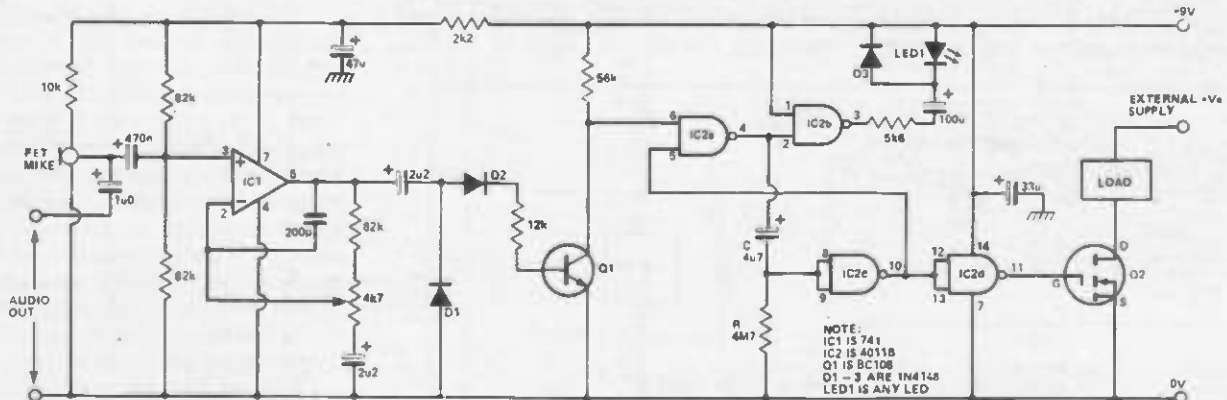 +9V
2k2
47u
10k
82k
56k
D3
LED1
100u
EXTERNAL +Ve
SUPPLY
FET
MIKE
470n
1u0
3
7
6
IC1
2
4
200p
2u2
D2
82k
12k
6
5
IC2a
4
1
2
IC2b
3
5k6
33u
LOAD
C
4u7
Q1
8
9
IC2c
10
12
13
14
IC2d
11
7
D
G
Q2
S
82k
4k7
D1
2u2
R
4M7
AUDIO
OUT
NOTE:
IC1 IS 741
IC2 IS 4011B
Q1 IS BC108
D1 – 3 ARE 1N4148
LED1 IS ANY LED
0V